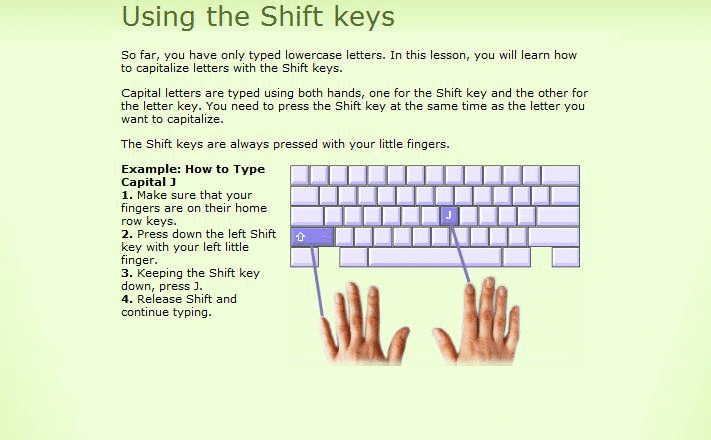 Using the Shift keys
So far, you have only typed lowercase letters. In this lesson, you will learn how
to capitalize letters with the Shift keys.
Capital letters are typed using both hands, one for the Shift key and the other for
the letter key. You need to press the Shift key at the same time as the letter you
want to capitalize.
The Shift keys are always pressed with your little fingers.
Example: How to Type
Capital J
1. Make sure that your
fingers are on their home
row keys.
2. Press down the left Shift
key with your left little
finger.
3. Keeping the Shift key
down, press J.
4. Release Shift and
continue typing.
J